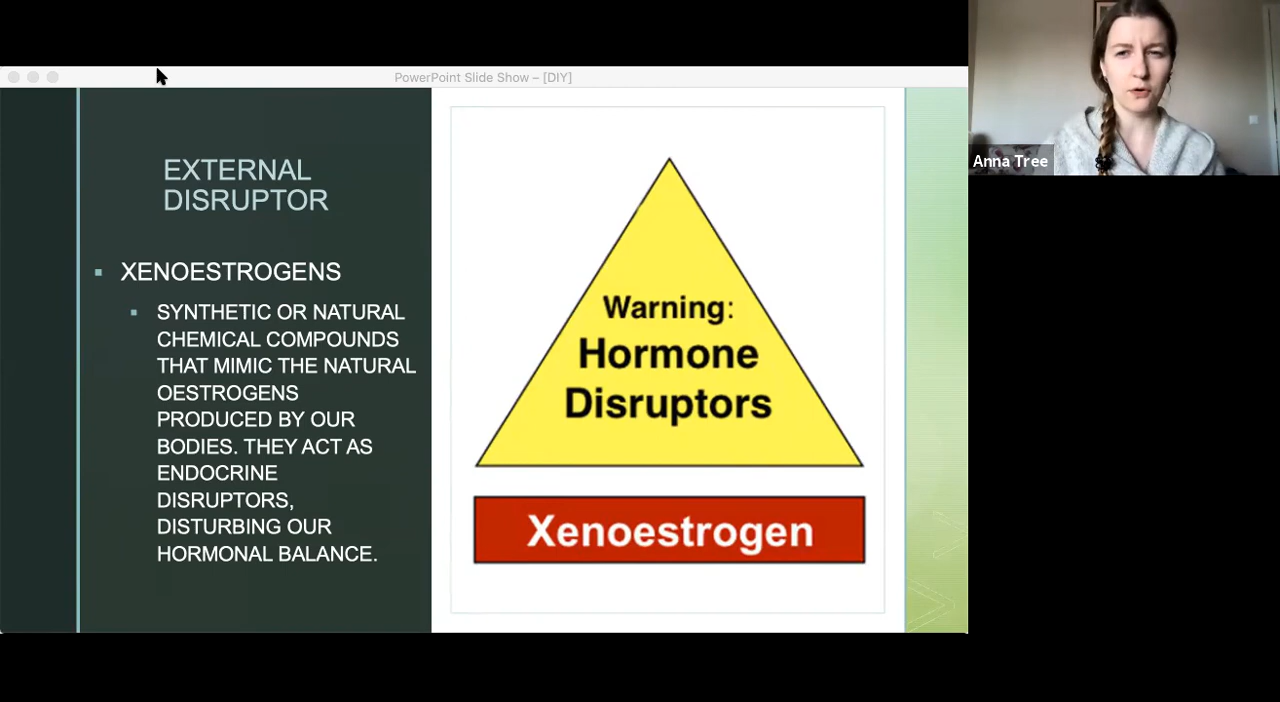 PowerPoint Slide Show – [DIY]
EXTERNAL
DISRUPTOR
XENOESTROGENS
SYNTHETIC OR NATURAL
CHEMICAL COMPOUNDS
THAT MIMIC THE NATURAL
OESTROGENS
PRODUCED BY OUR
BODIES. THEY ACT AS
ENDOCRINE
DISRUPTORS,
DISTURBING OUR
HORMONAL BALANCE.
Warning:
Hormone
Disruptors
Xenoestrogen
Anna Tree